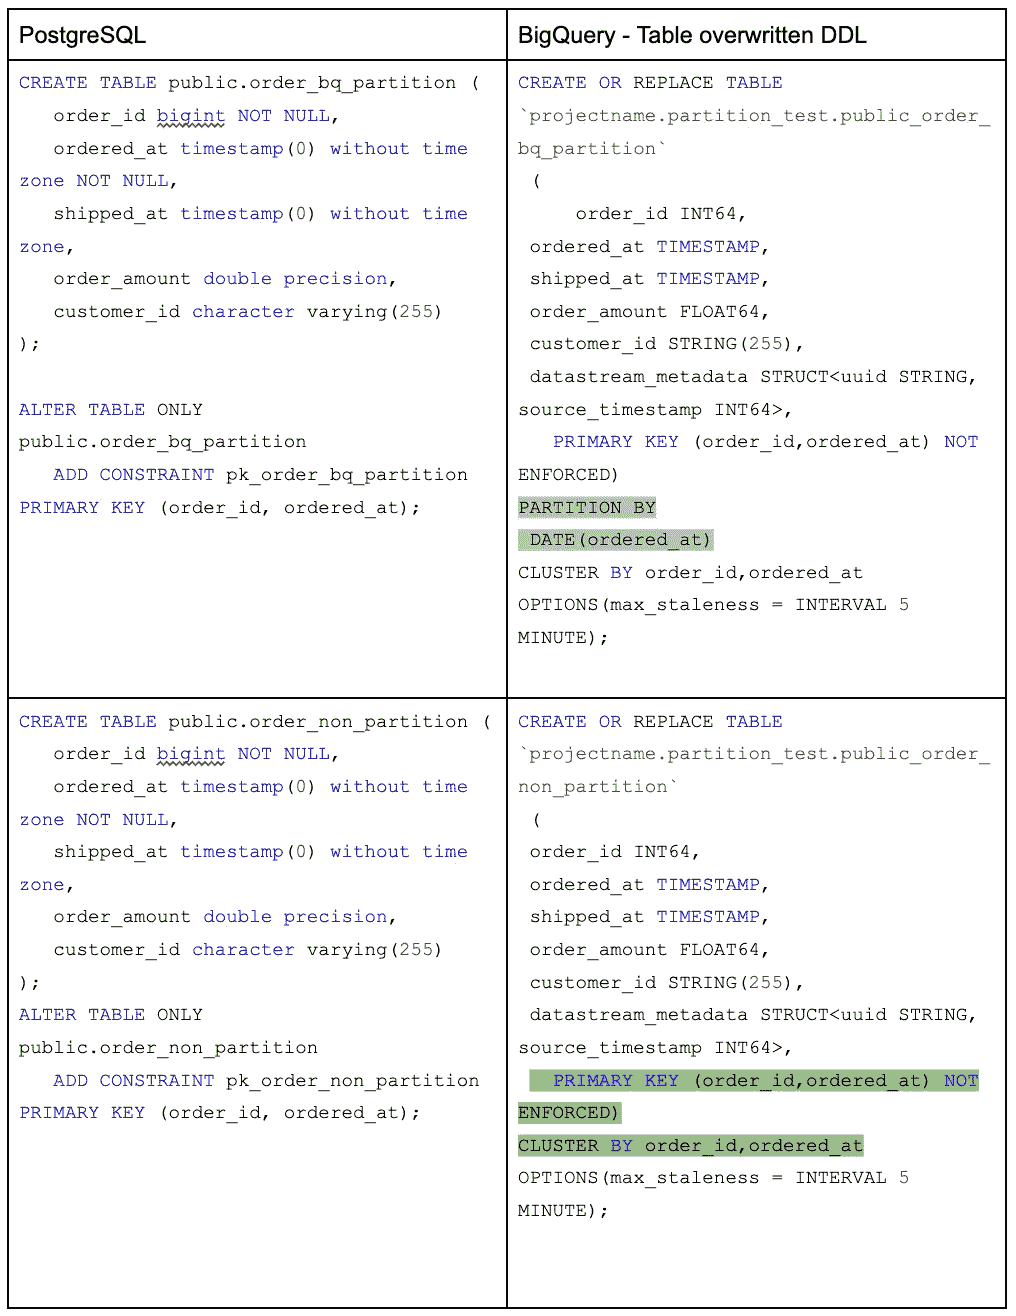 PostgreSQL
BigQuery - Table overwritten DDL
CREATE TABLE public.order_bq_partition (
order_id bigint NOT NULL,
ordered_at timestamp(0) without time
zone NOT NULL,
shipped_at timestamp(0) without time
zone,
order_amount double precision,
customer_id character varying(255)
);
ALTER TABLE ONLY
public.order_bq_partition
ADD CONSTRAINT pk_order_bq_partition
PRIMARY KEY (order_id, ordered_at);
CREATE OR REPLACE TABLE
`projectname.partition_test.public_order_
bq_partition`
(
order_id INT64,
ordered_at TIMESTAMP,
shipped_at TIMESTAMP,
order_amount FLOAT64,
customer_id STRING(255),
datastream_metadata STRUCT<uuid STRING,
source_timestamp INT64>,
PRIMARY KEY (order_id,ordered_at) NOT
ENFORCED)
PARTITION BY
DATE(ordered_at)
CLUSTER BY order_id,ordered_at
OPTIONS(max_staleness = INTERVAL 5
MINUTE);
CREATE TABLE public.order_non_partition (
order_id bigint NOT NULL,
ordered_at timestamp(0) without time
zone NOT NULL,
shipped_at timestamp(0) without time
zone,
order_amount double precision,
customer_id character varying(255)
);
ALTER TABLE ONLY
public.order_non_partition
ADD CONSTRAINT pk_order_non_partition
PRIMARY KEY (order_id, ordered_at);
CREATE OR REPLACE TABLE
`projectname.partition_test.public_order_
non_partition`
(
order_id INT64,
ordered_at TIMESTAMP,
shipped_at TIMESTAMP,
order_amount FLOAT64,
customer_id STRING(255),
datastream_metadata STRUCT<uuid STRING,
source_timestamp INT64>,
PRIMARY KEY (order_id,ordered_at) NOT
ENFORCED)
CLUSTER BY order_id,ordered_at
OPTIONS(max_staleness = INTERVAL 5
MINUTE);